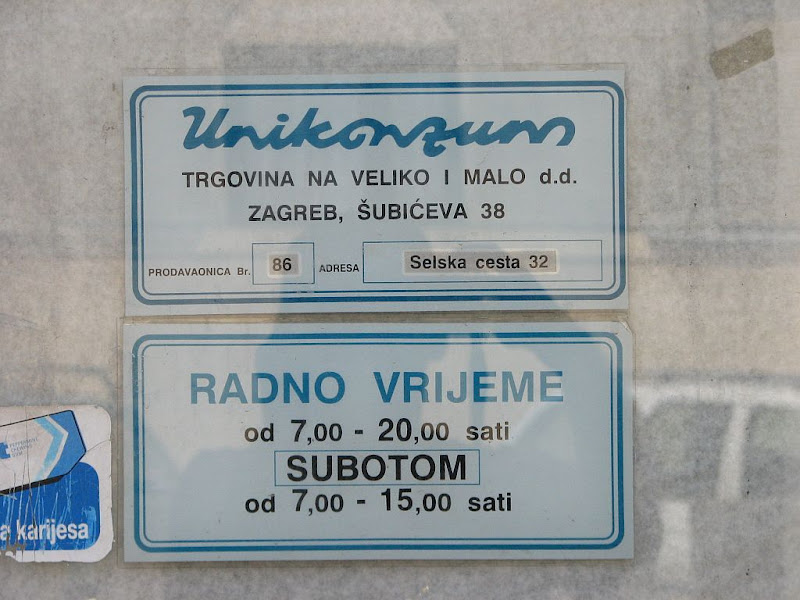 Unikonzum
TRGOVINA NA VELIKO I MALO d.d.
ZAGREB, ŠUBIĆEVA 38
PRODAVAONICA Br. 86 ADRESA Selska cesta 32
RADNO VRIJEME
od 7,00 - 20,00 sati
SUBOTOM
od 7,00 - 15,00 sati
a karijesa